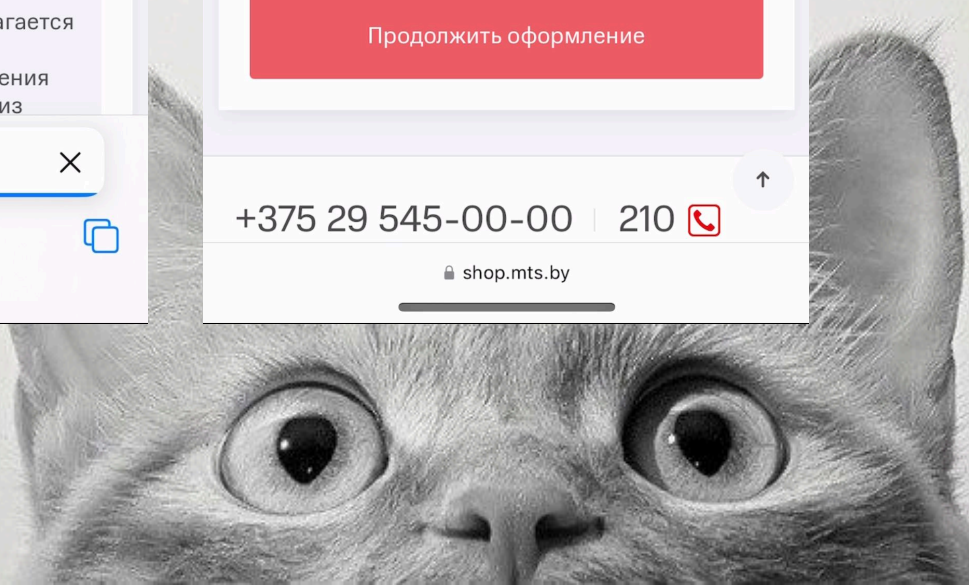 агается
ения
из
Продолжить оформление
+375 29 545-00-00 210
shop.mts.by